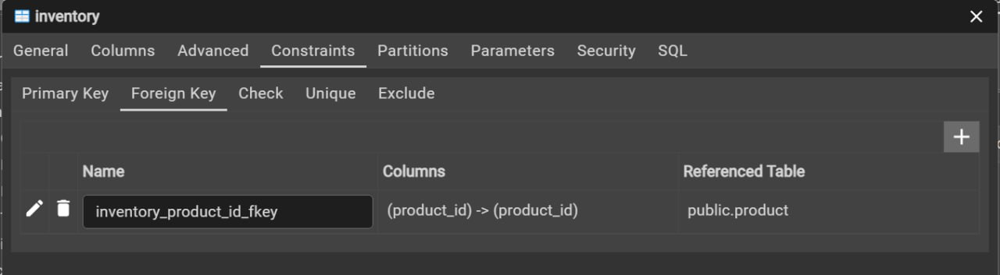 inventory
General Columns Advanced Constraints Partitions Parameters Security SQL
Primary Key Foreign Key Check Unique Exclude
Name Columns Referenced Table
inventory_product_id_fkey (product_id) -> (product_id) public.product